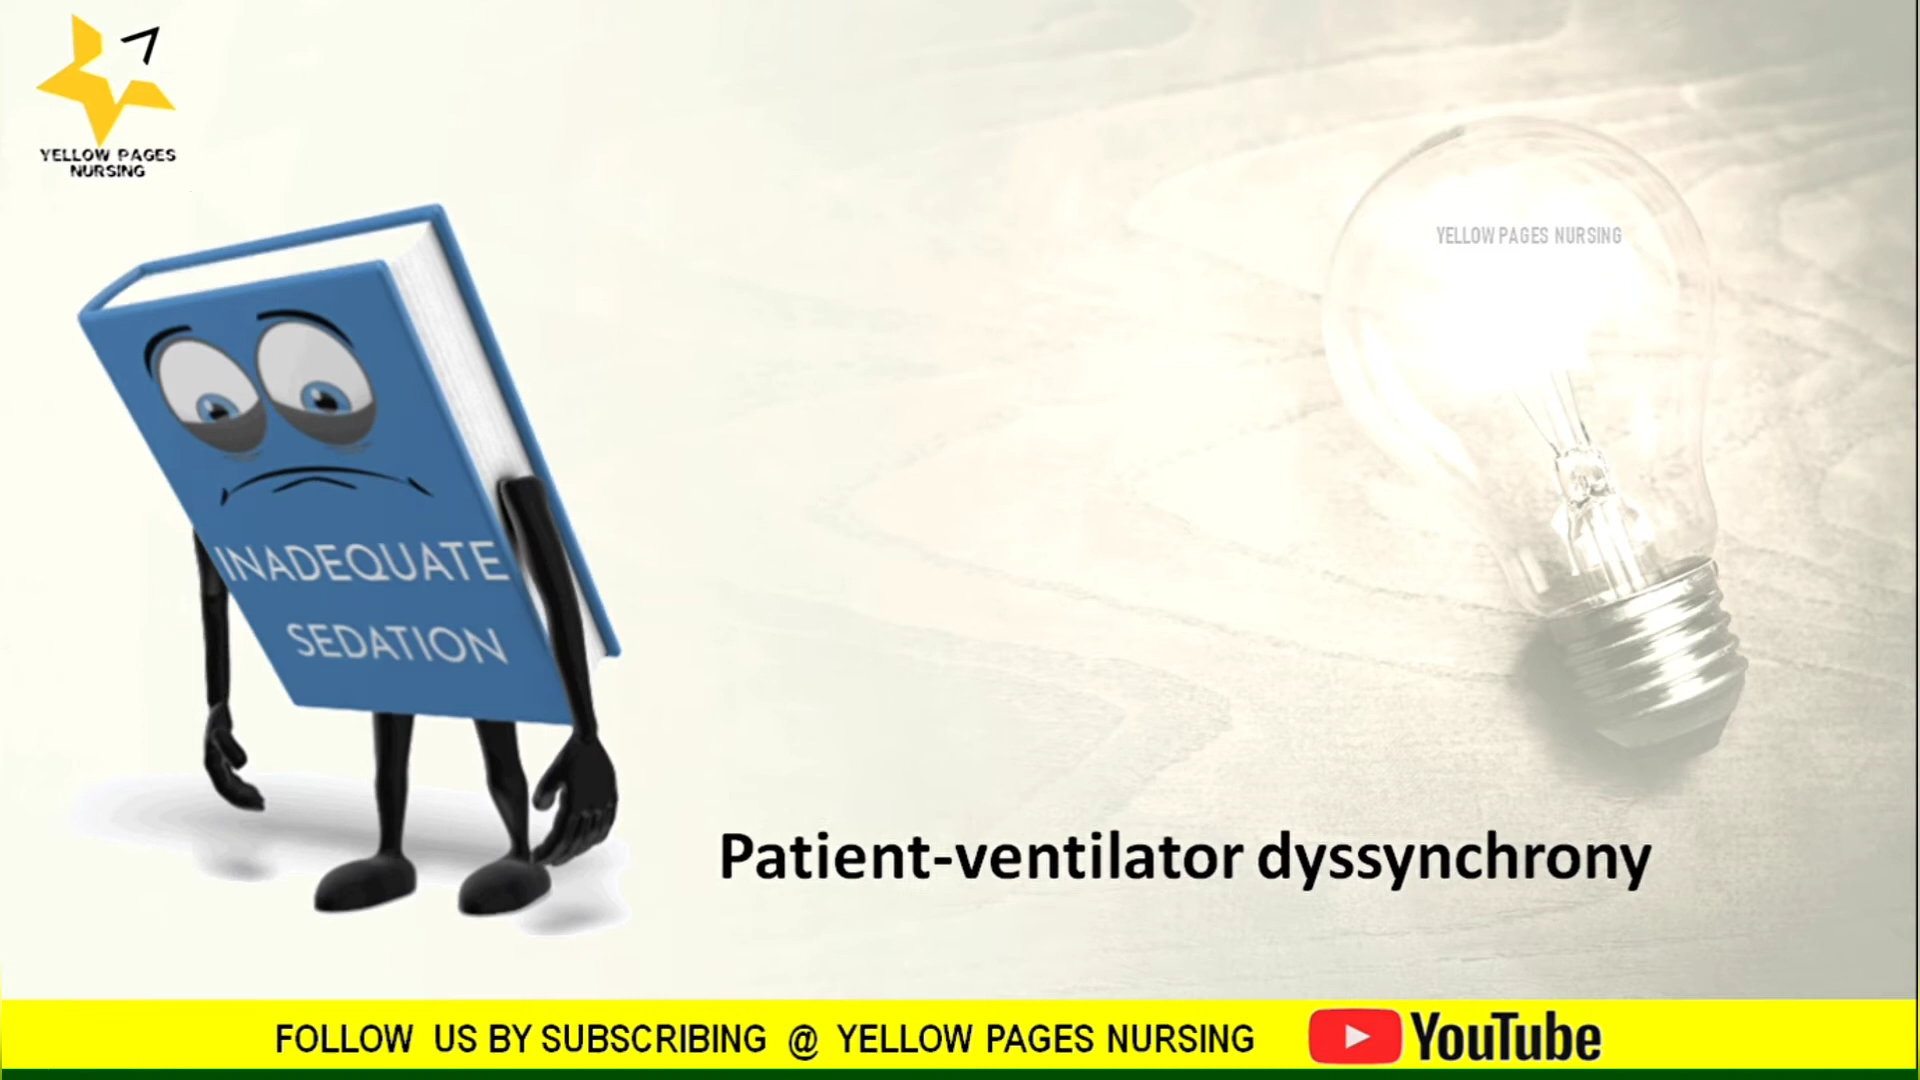 YELLOW PAGES
NURSING
YELLOW PAGES NURSING
INADEQUATE
SEDATION
Patient-ventilator dyssynchrony
FOLLOW US BY SUBSCRIBING @ YELLOW PAGES NURSING YouTube